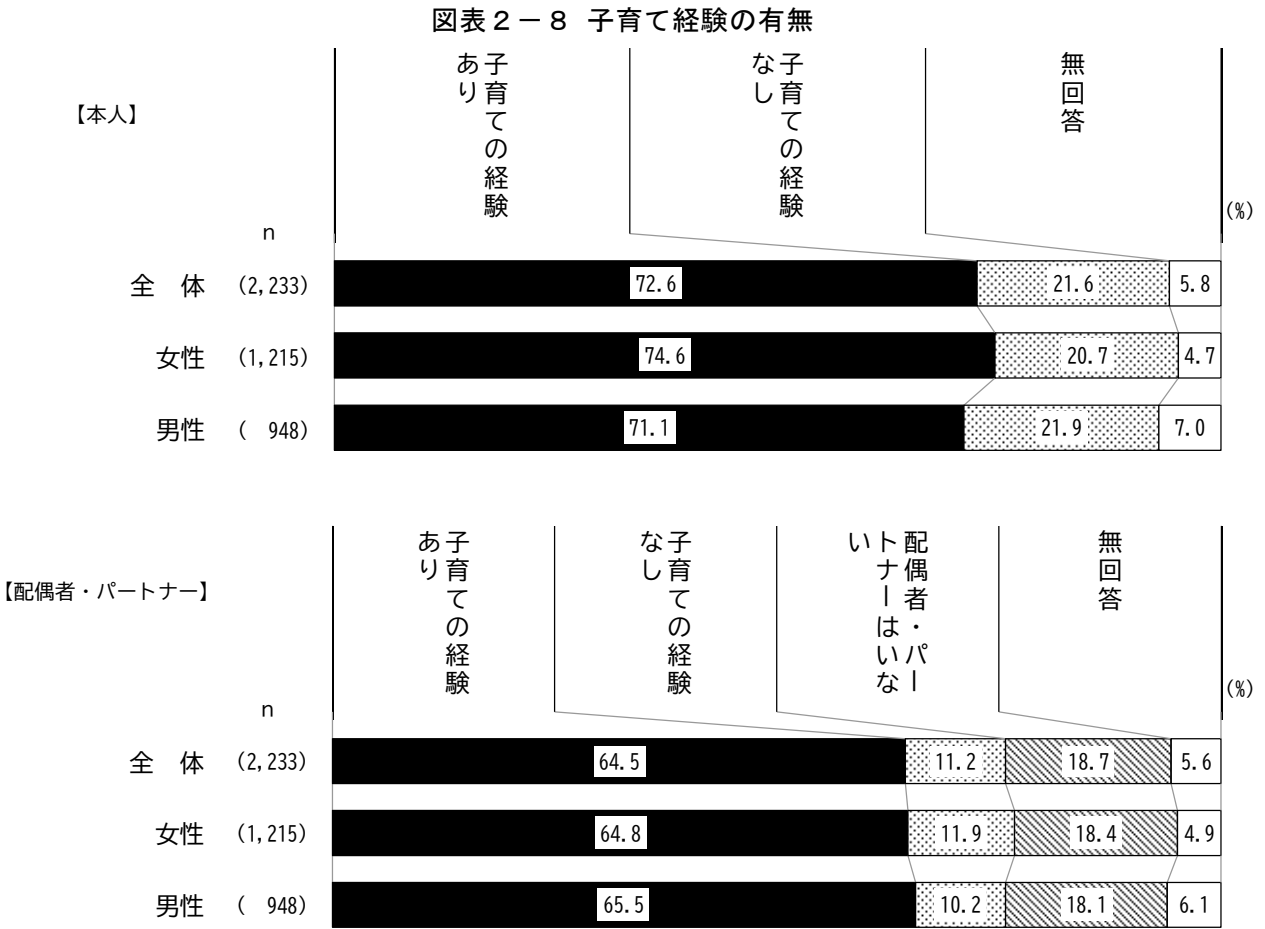 図表２－８ 子育て経験の有無
【本人】
子育ての経験
あり
子育ての経験
なし
無回答
(%)
n
全 体 (2,233) 72.6 21.6 5.8
女性 (1,215) 74.6 20.7 4.7
男性 ( 948) 71.1 21.9 7.0
【配偶者・パートナー】
子育ての経験
あり
子育ての経験
なし
配偶者・パー
トナーはいな
い
無回答
(%)
n
全 体 (2,233) 64.5 11.2 18.7 5.6
女性 (1,215) 64.8 11.9 18.4 4.9
男性 ( 948) 65.5 10.2 18.1 6.1